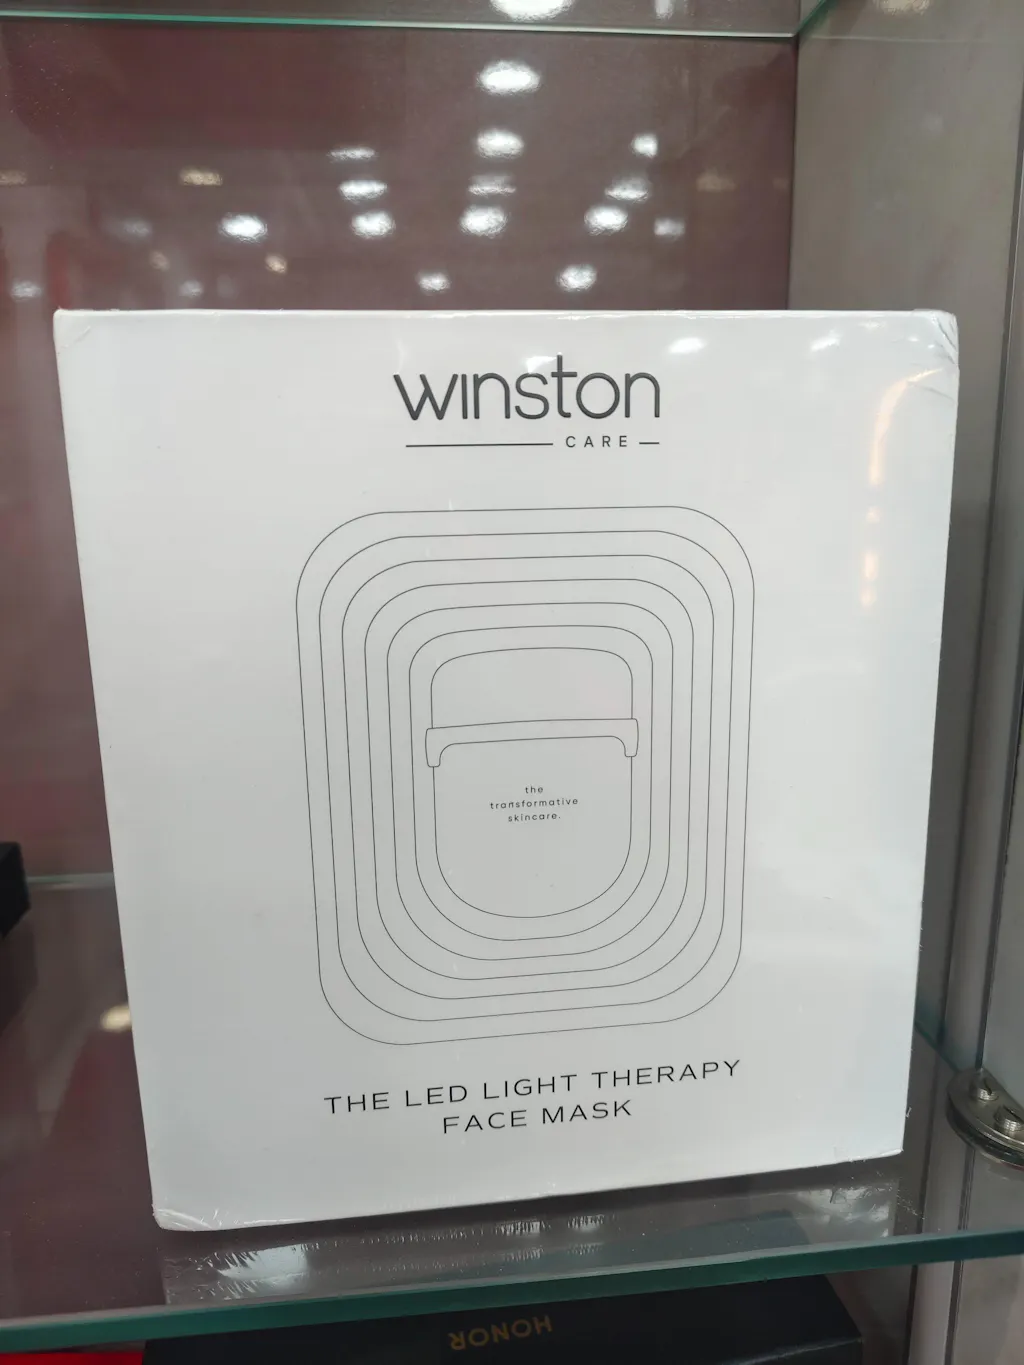 winston
CARE
the
transformative
skincare.
THE LED LIGHT THERAPY
FACE MASK
HONOR